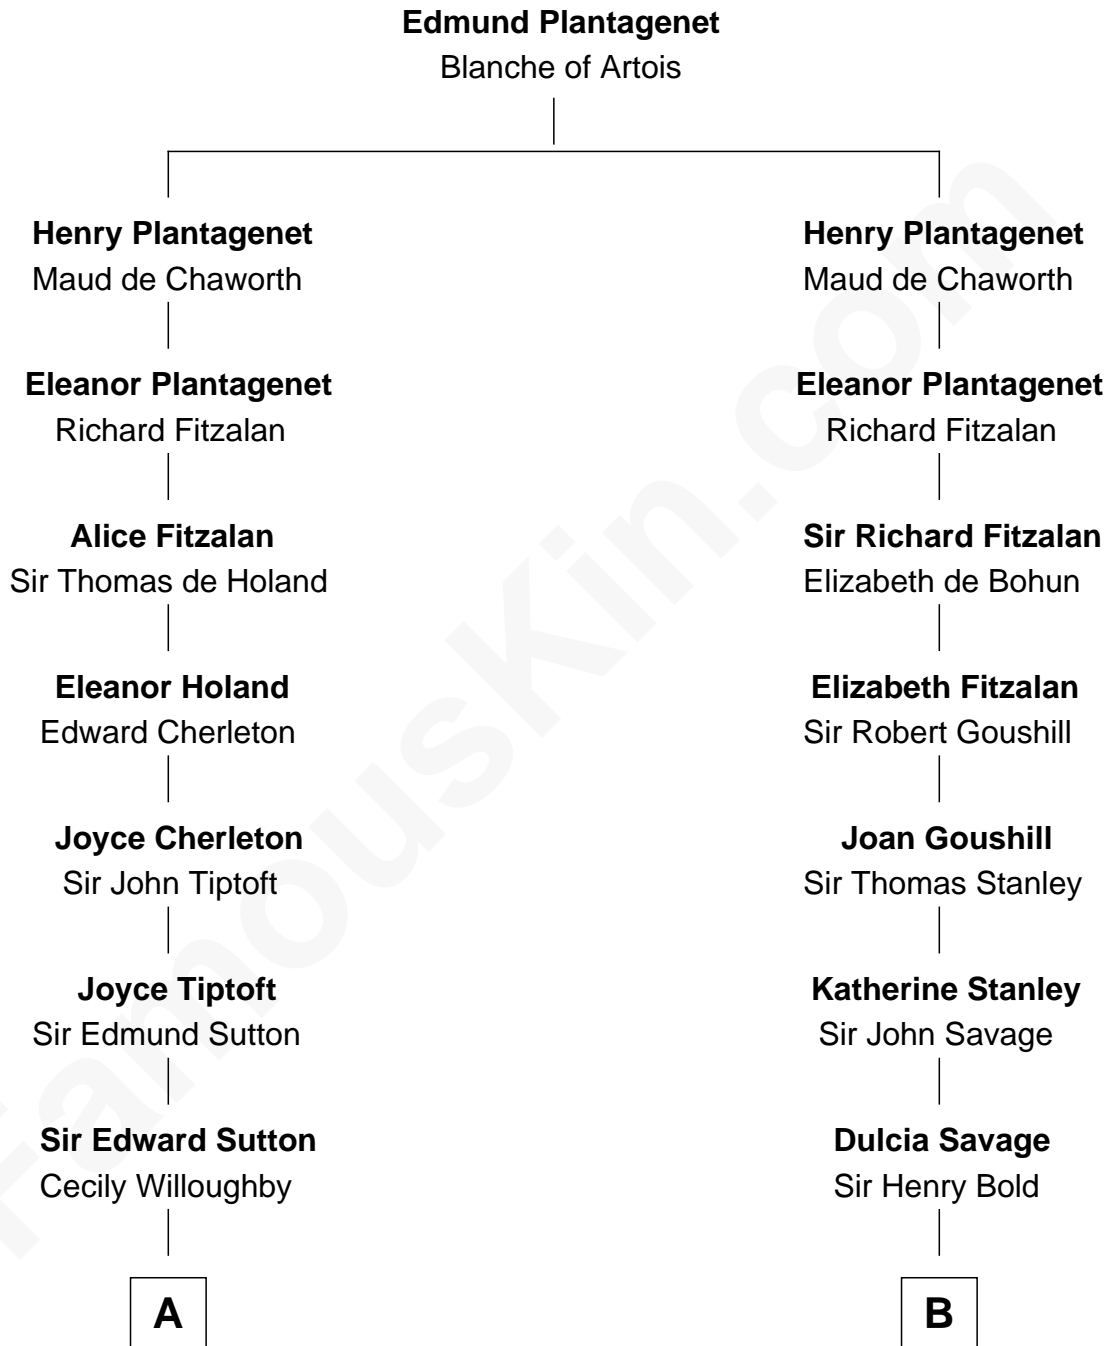 Edmund Plantagenet
Blanche of Artois
Henry Plantagenet
Maud de Chaworth
Eleanor Plantagenet
Richard Fitzalan
Alice Fitzalan
Sir Thomas de Holand
Eleanor Holand
Edward Cherleton
Joyce Cherleton
Sir John Tiptoft
Joyce Tiptoft
Sir Edmund Sutton
Sir Edward Sutton
Cecily Willoughby
A
Henry Plantagenet
Maud de Chaworth
Eleanor Plantagenet
Richard Fitzalan
Sir Richard Fitzalan
Elizabeth de Bohun
Elizabeth Fitzalan
Sir Robert Goushill
Joan Goushill
Sir Thomas Stanley
Katherine Stanley
Sir John Savage
Dulcia Savage
Sir Henry Bold
B
FamousKin.com